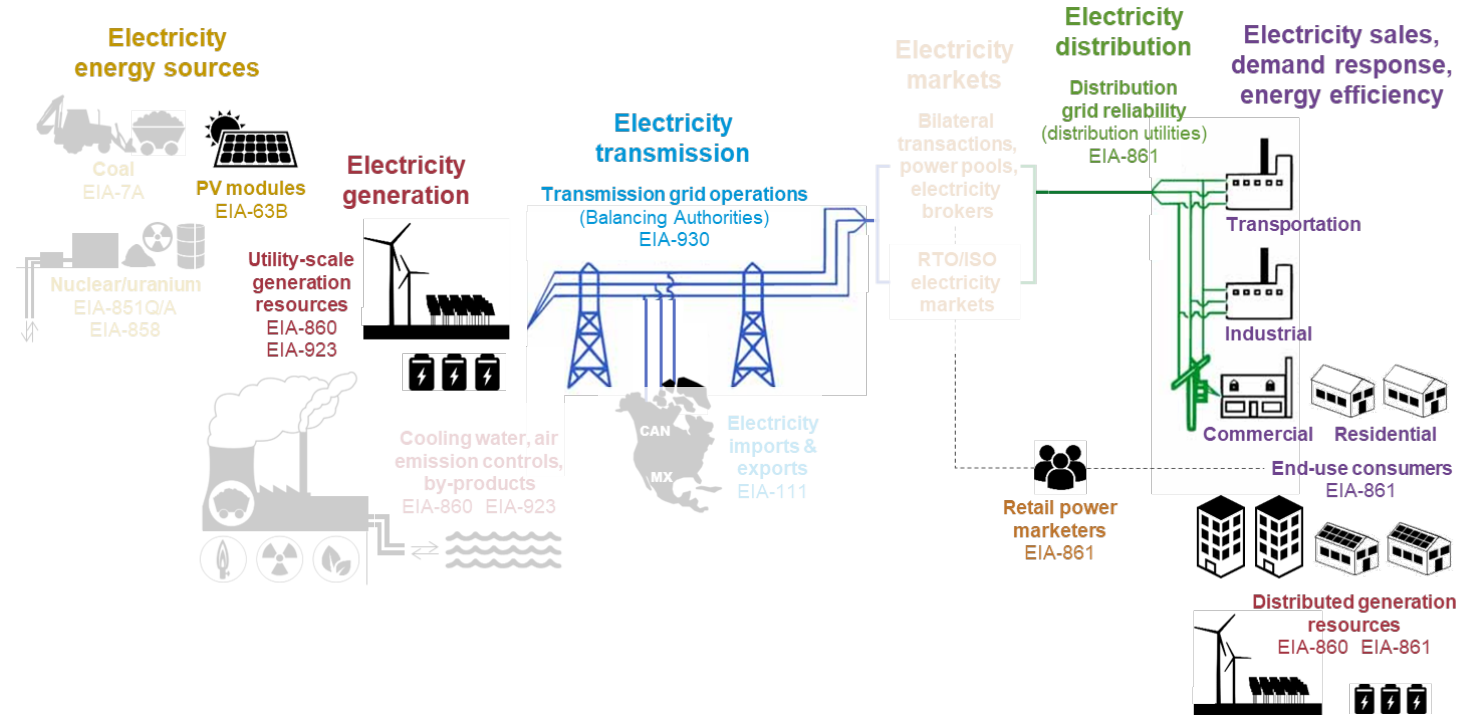 Electricity
energy sources
Coal
EIA-7A
PV modules
EIA-63B
Nuclear/uranium
EIA-851Q/A
EIA-858
Electricity
generation
Utility-scale
generation
resources
EIA-860
EIA-923
Cooling water, air
emission controls,
by-products
EIA-860 EIA-923
Electricity
transmission
Transmission grid operations
(Balancing Authorities)
EIA-930
CAN
MX
Electricity
imports &
exports
EIA-111
Electricity
markets
Bilateral
transactions,
power pools,
electricity
brokers
RTO/ISO
electricity
markets
Retail power
marketers
EIA-861
Electricity
distribution
Distribution
grid reliability
(distribution utilities)
EIA-861
Electricity sales,
demand response,
energy efficiency
Transportation
Industrial
Commercial
Residential
End-use consumers
EIA-861
Distributed generation
resources
EIA-860 EIA-861